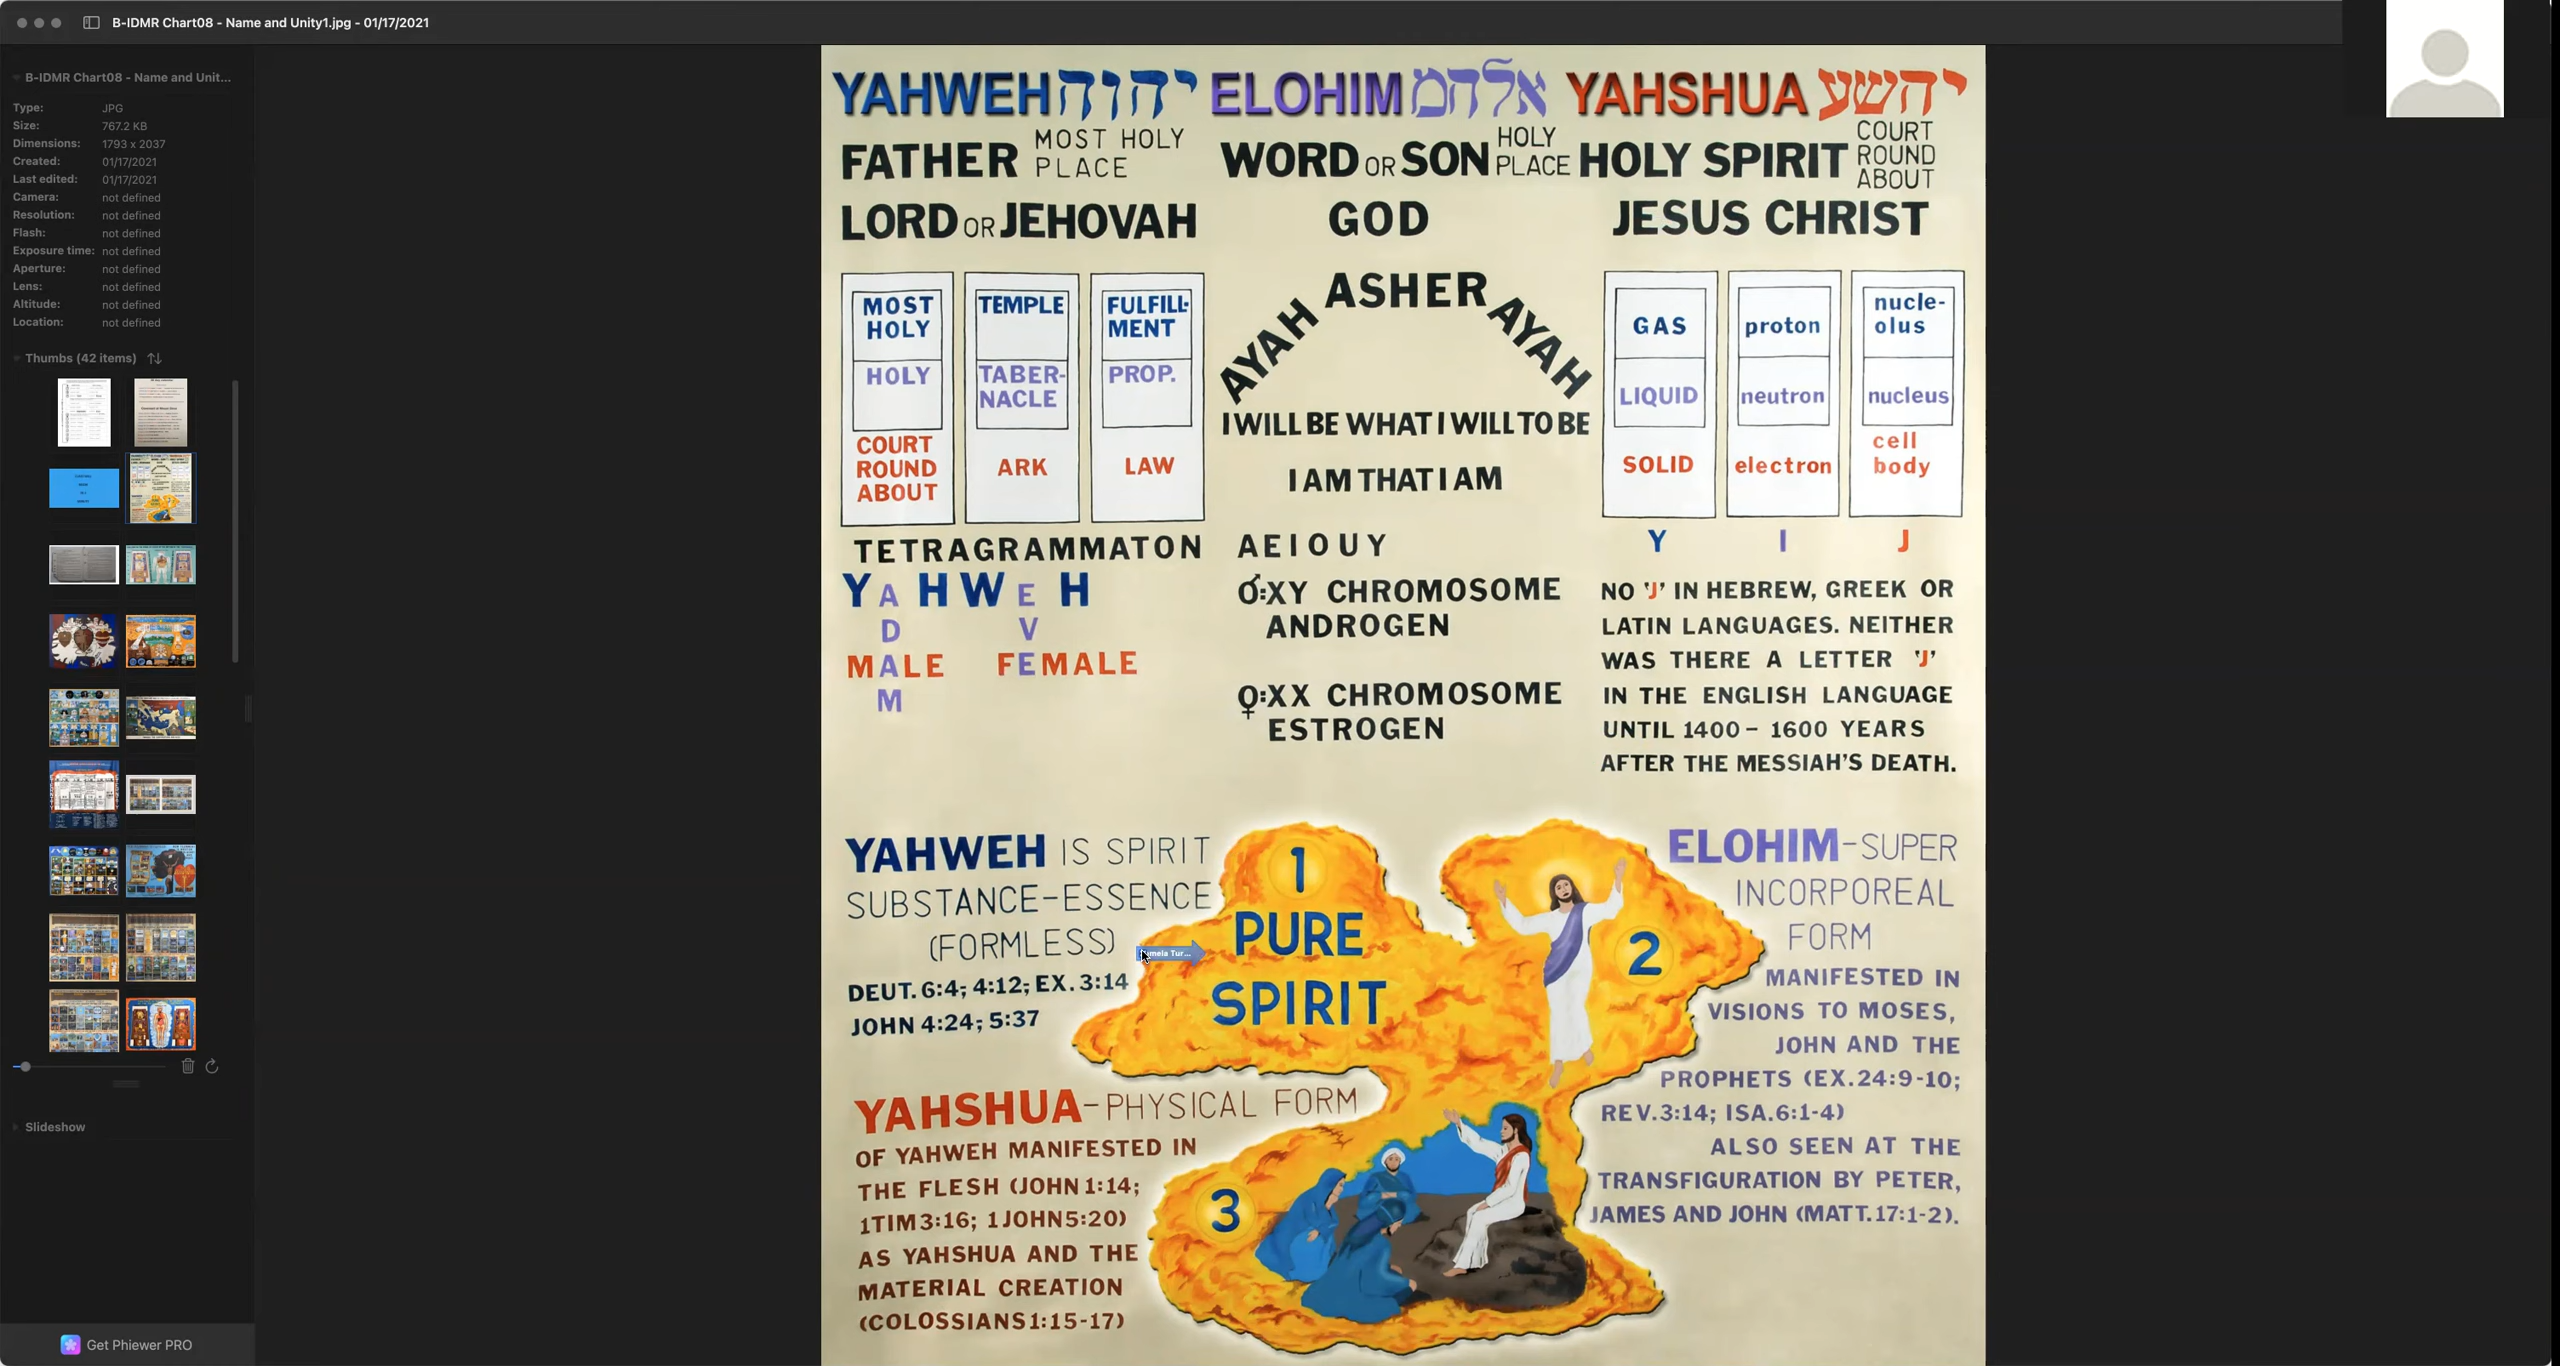 B-IDMR Chart08 - Name and Unity1.jpg - 01/17/2021
B-IDMR Chart08 - Name and Unit...
Type: JPG
Size: 767.2 KB
Dimensions: 1793 x 2037
Created: 01/17/2021
Last edited: 01/17/2021
Camera: not defined
Resolution: not defined
Flash: not defined
Exposure time: not defined
Aperture: not defined
Lens: not defined
Altitude: not defined
Location: not defined
Thumbs (42 items)
Slideshow
Get Phiewer PRO
YAHWEH יהוה ELOHIM אלהם YAHSHUA יהשע
FATHER MOST HOLY PLACE
WORD OR SON HOLY PLACE
HOLY SPIRIT COURT ROUND ABOUT
LORD OR JEHOVAH
GOD
JESUS CHRIST
MOST HOLY
HOLY
COURT ROUND ABOUT
TEMPLE
TABER-
NACLE
ARK
FULFILL-
MENT
PROP.
LAW
AYAH ASHER AYAH
I WILL BE WHAT I WILL TO BE
I AM THAT I AM
GAS
LIQUID
SOLID
proton
neutron
electron
nucle-
olus
nucleus
cell
body
Y I J
TETRAGRAMMATON
YAHWEH
D V
MALE FEMALE
M
A E I O U Y
♂:XY CHROMOSOME
ANDROGEN
♀:XX CHROMOSOME
ESTROGEN
NO 'J' IN HEBREW, GREEK OR
LATIN LANGUAGES. NEITHER
WAS THERE A LETTER 'J'
IN THE ENGLISH LANGUAGE
UNTIL 1400 – 1600 YEARS
AFTER THE MESSIAH'S DEATH.
YAHWEH IS SPIRIT
SUBSTANCE-ESSENCE
(FORMLESS)
DEUT. 6:4; 4:12; EX. 3:14
JOHN 4:24; 5:37
1
PURE
SPIRIT
2
ELOHIM-SUPER
INCORPOREAL
FORM
MANIFESTED IN
VISIONS TO MOSES,
JOHN AND THE
PROPHETS (EX.24:9-10;
REV.3:14; ISA.6:1-4)
ALSO SEEN AT THE
TRANSFIGURATION BY PETER,
JAMES AND JOHN (MATT.17:1-2).
YAHSHUA-PHYSICAL FORM
OF YAHWEH MANIFESTED IN
THE FLESH (JOHN 1:14;
1TIM 3:16; 1 JOHN 5:20)
AS YAHSHUA AND THE
MATERIAL CREATION
(COLOSSIANS 1:15-17)
3